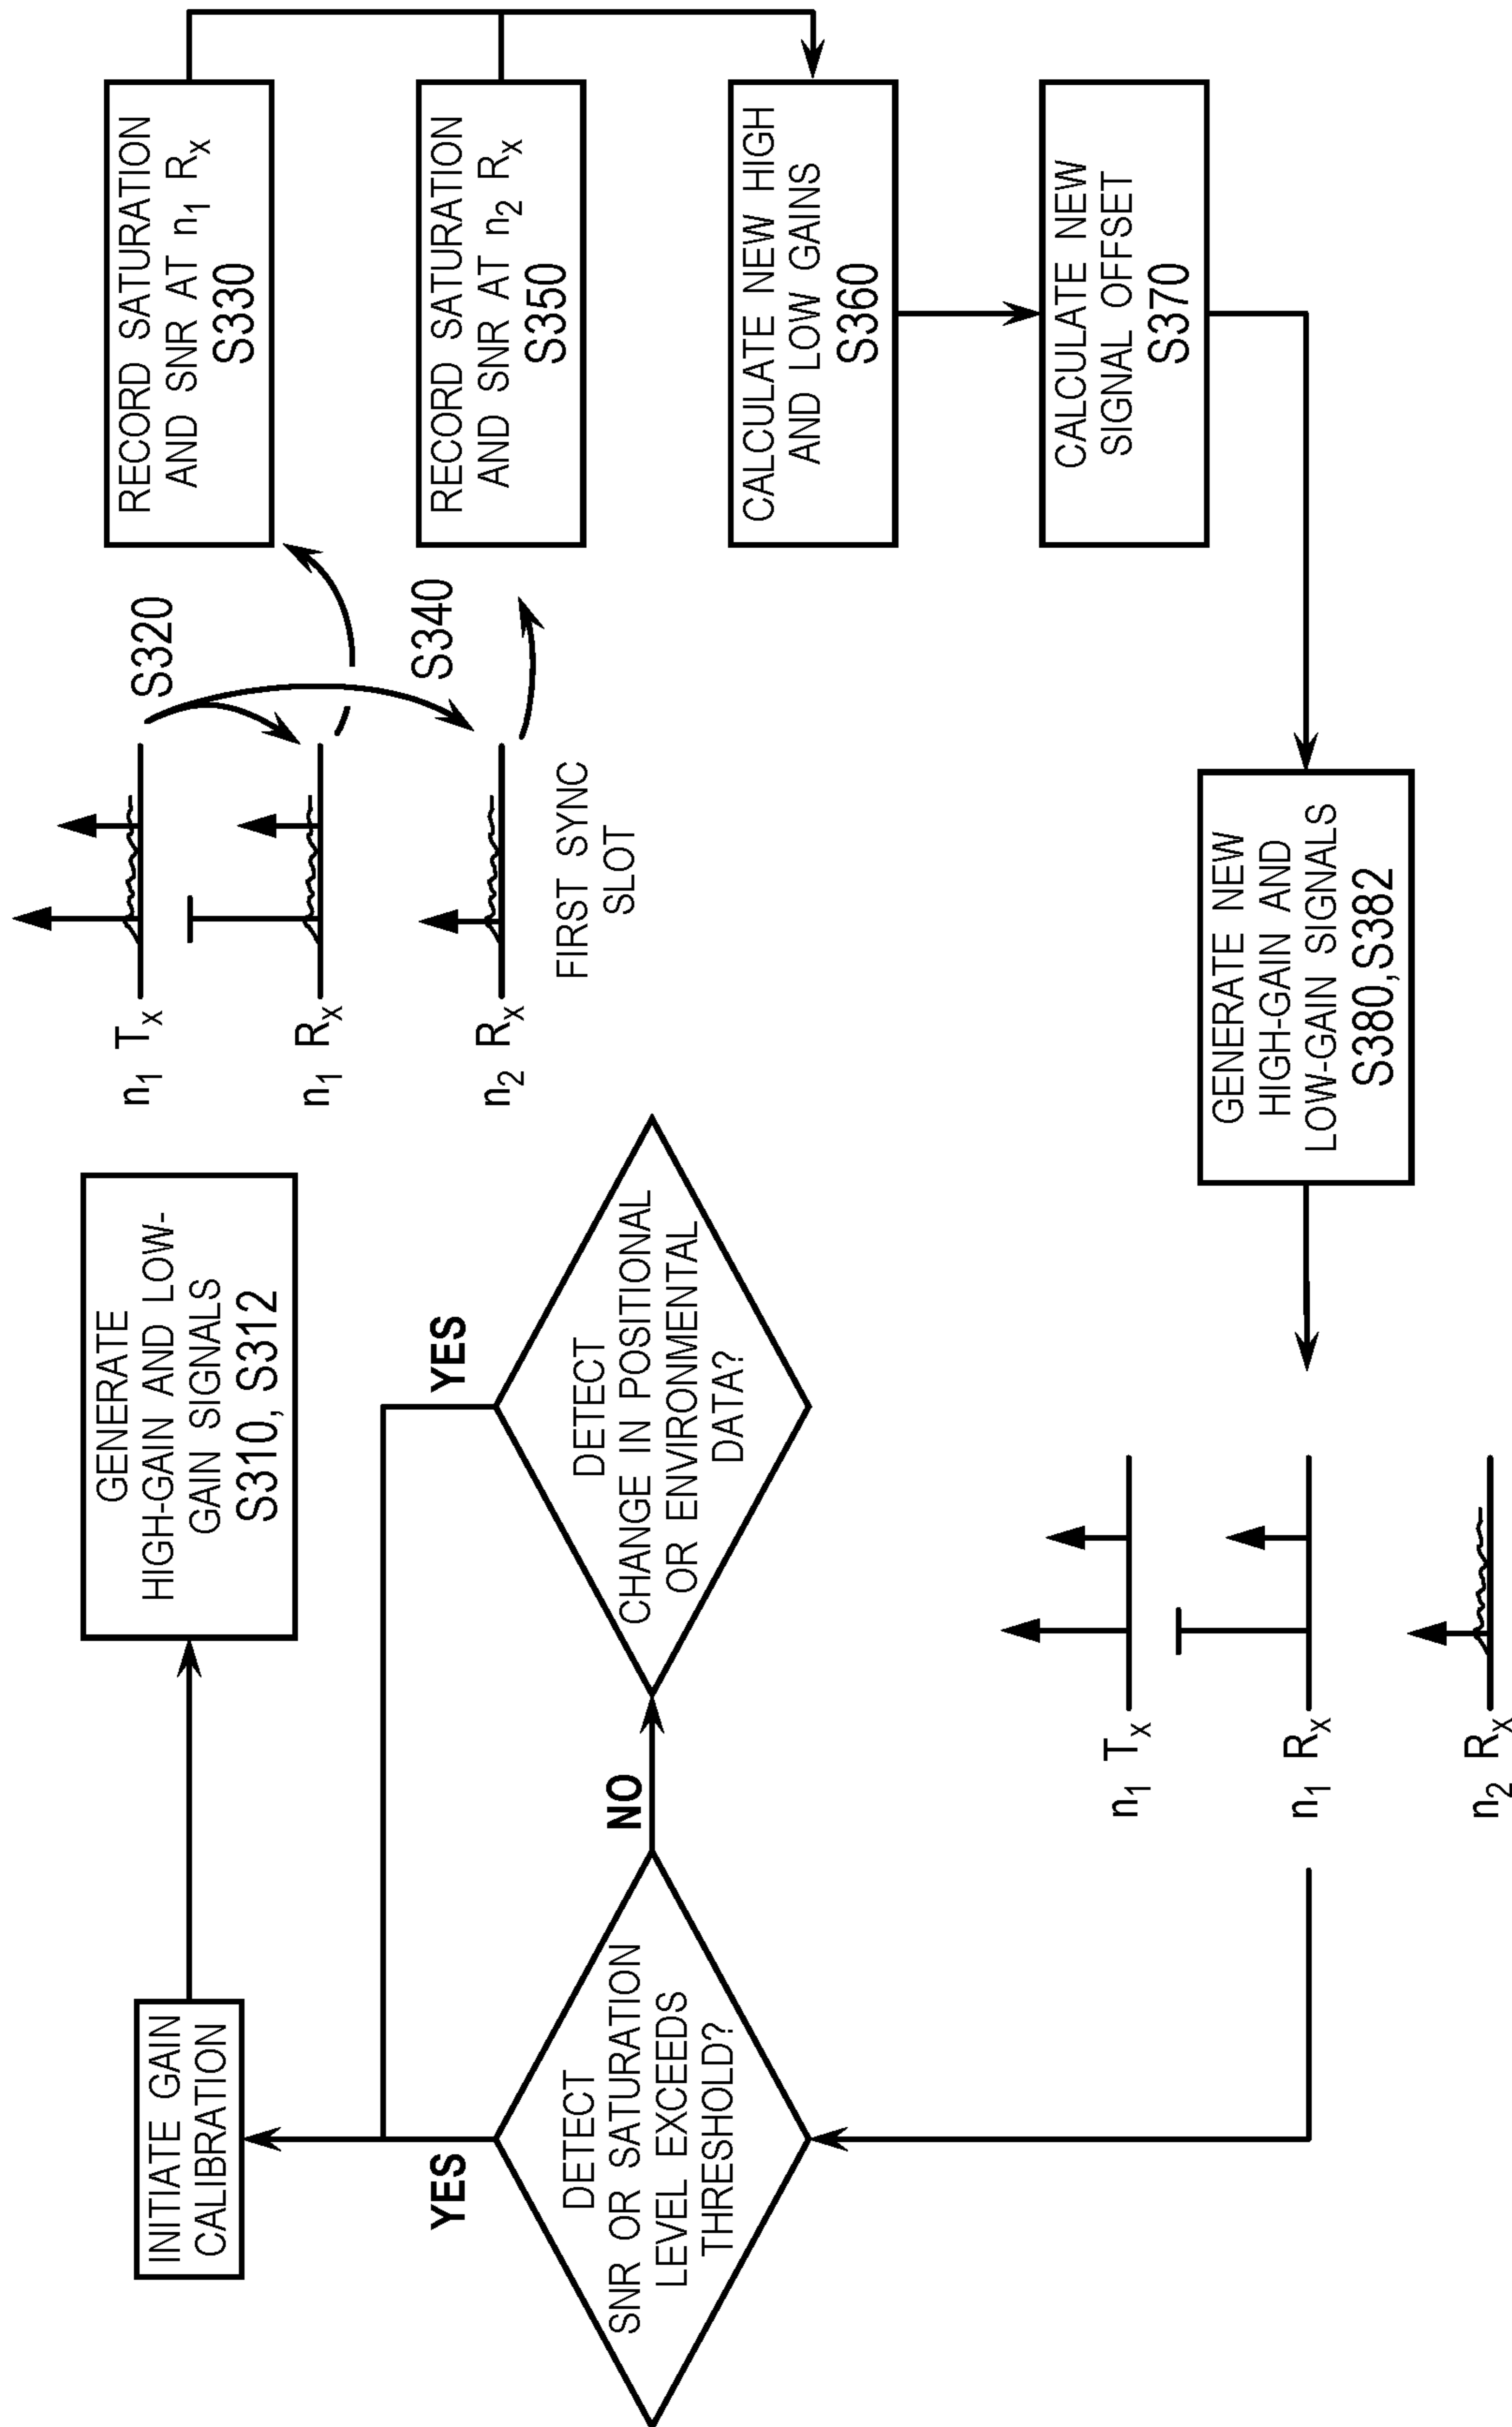 INITIATE GAIN
CALIBRATION
GENERATE
HIGH-GAIN AND LOW-
GAIN SIGNALS
S310, S312
n₁ Tₓ
n₁ Rₓ
n₂ Rₓ
FIRST SYNC
SLOT
S320
S340
RECORD SATURATION
AND SNR AT n₁ Rₓ
S330
RECORD SATURATION
AND SNR AT n₂ Rₓ
S350
CALCULATE NEW HIGH
AND LOW GAINS
S360
CALCULATE NEW
SIGNAL OFFSET
S370
GENERATE NEW
HIGH-GAIN AND
LOW-GAIN SIGNALS
S380,S382
n₁ Tₓ
n₁ Rₓ
n₂ Rₓ
DETECT
SNR OR SATURATION
LEVEL EXCEEDS
THRESHOLD?
YES
NO
DETECT
CHANGE IN POSITIONAL
OR ENVIRONMENTAL
DATA?
YES